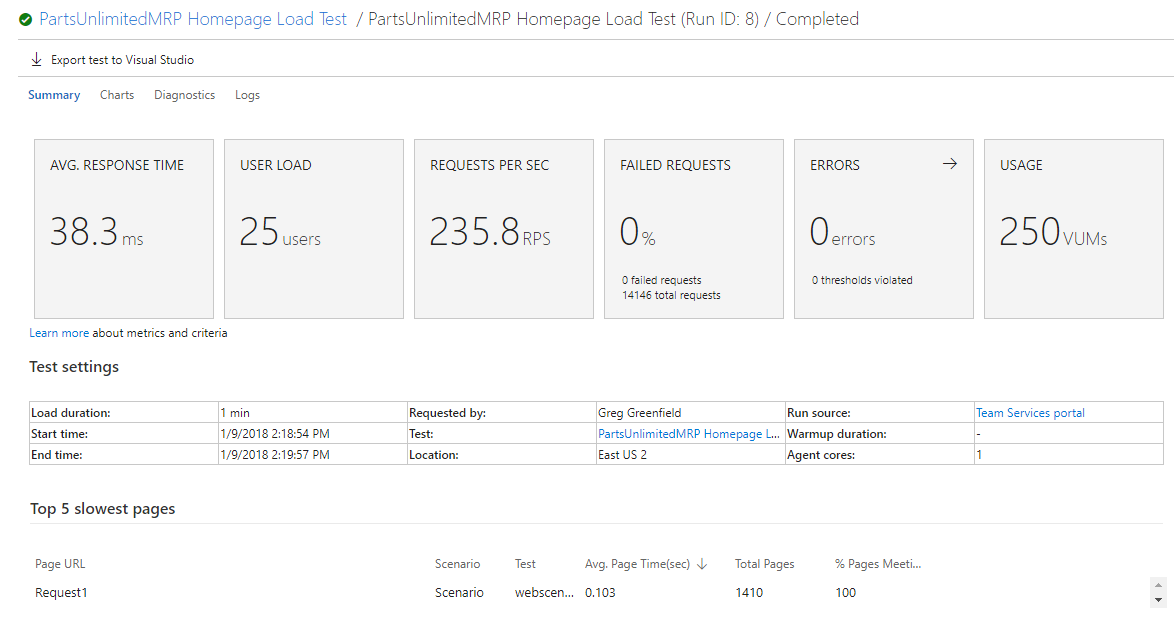 PartsUnlimitedMRP Homepage Load Test / PartsUnlimitedMRP Homepage Load Test (Run ID: 8) / Completed
Export test to Visual Studio
Summary Charts Diagnostics Logs
AVG. RESPONSE TIME USER LOAD REQUESTS PER SEC FAILED REQUESTS ERRORS → USAGE
38.3 ms 25 users 235.8 RPS 0 % 0 errors 250 VUMs
0 failed requests 0 thresholds violated
14146 total requests
Learn more about metrics and criteria
Test settings
Load duration: 1 min Requested by: Greg Greenfield Run source: Team Services portal
Start time: 1/9/2018 2:18:54 PM Test: PartsUnlimitedMRP Homepage L... Warmup duration: -
End time: 1/9/2018 2:19:57 PM Location: East US 2 Agent cores: 1
Top 5 slowest pages
Page URL Scenario Test Avg. Page Time(sec) ↓ Total Pages % Pages Meeti...
Request1 Scenario webscen... 0.103 1410 100